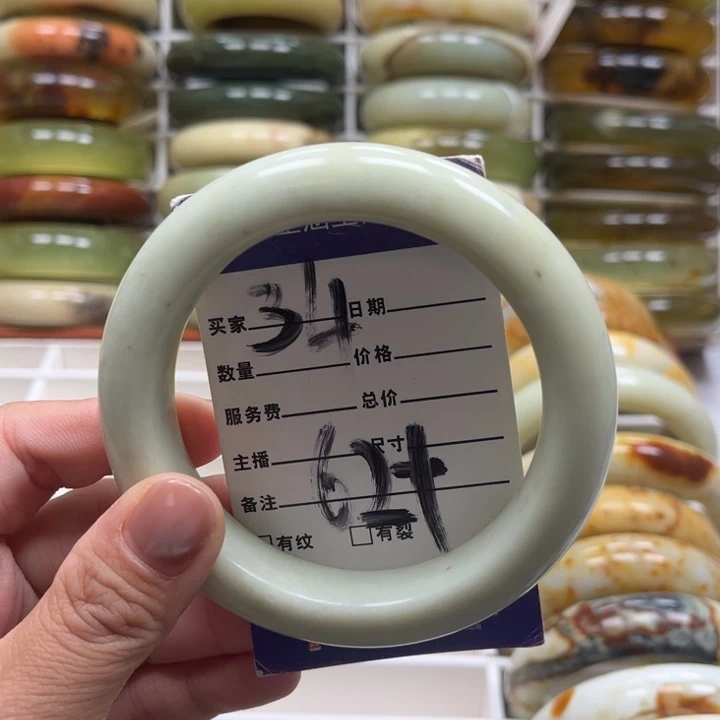 买家 34 日期
数量 价格
服务费 总价
主播 尺寸
备注 62+
有纹 □有裂